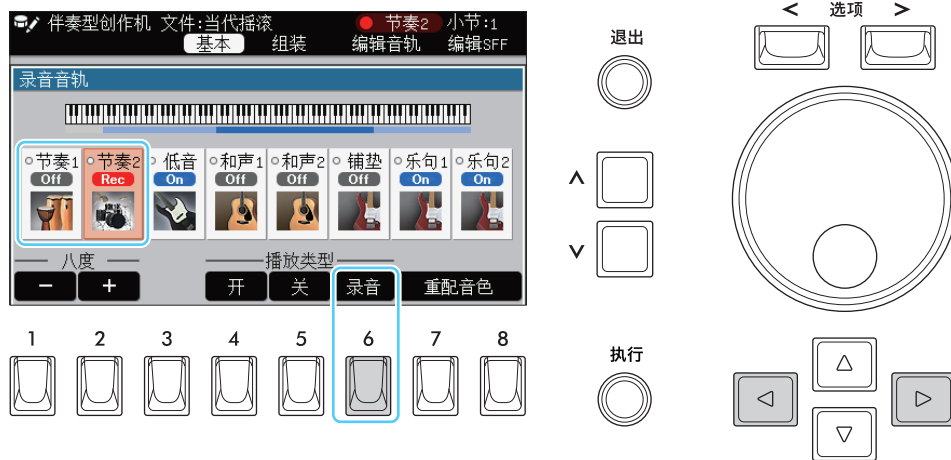 伴奏型创作机 文件:当代摇滚 节奏2 小节:1
基本 组装 编辑音轨 编辑SFF
录音音轨
节奏1 节奏2 低音 和声1 和声2 铺垫 乐句1 乐句2
Off Rec On Off Off Off On On
八度 播放类型
− + 开 关 录音 重配音色
1 2 3 4 5 6 7 8
< 选项 >
退出
∧
∨
执行